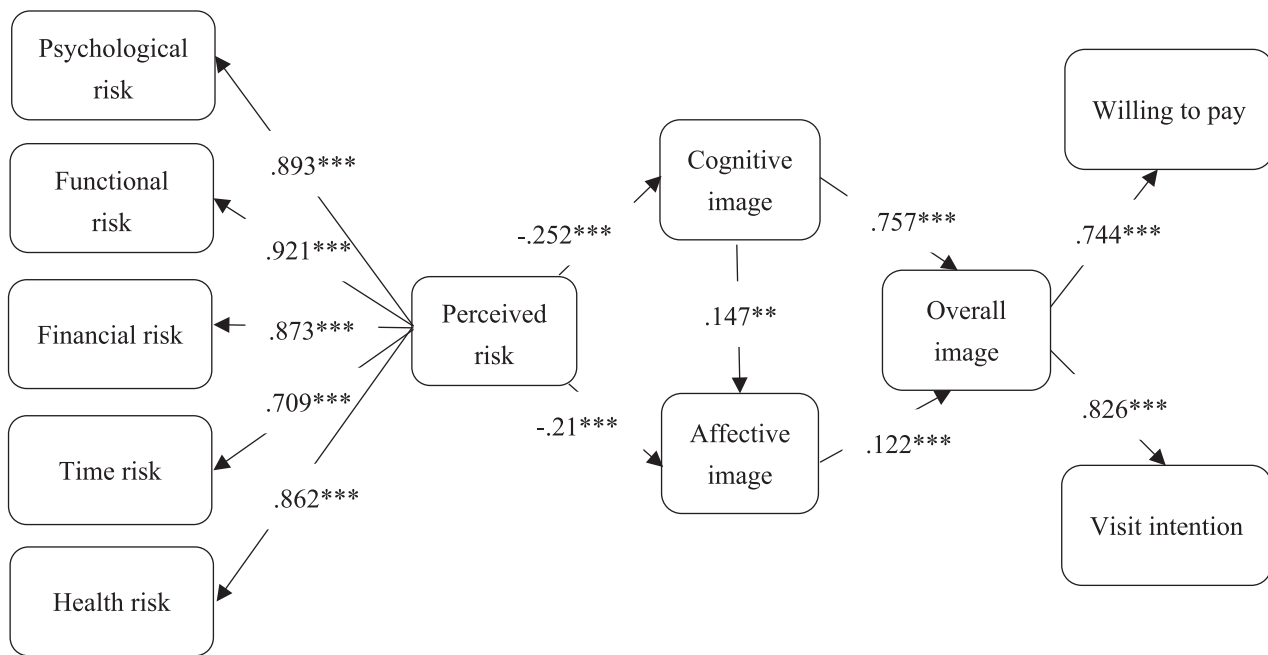 Psychological
risk
Functional
risk
Financial risk
Time risk
Health risk
.893***
.921***
.873***
.709***
.862***
Perceived
risk
-.252***
-.21***
Cognitive
image
.147**
Affective
image
.757***
.122***
Overall
image
.744***
.826***
Willing to pay
Visit intention